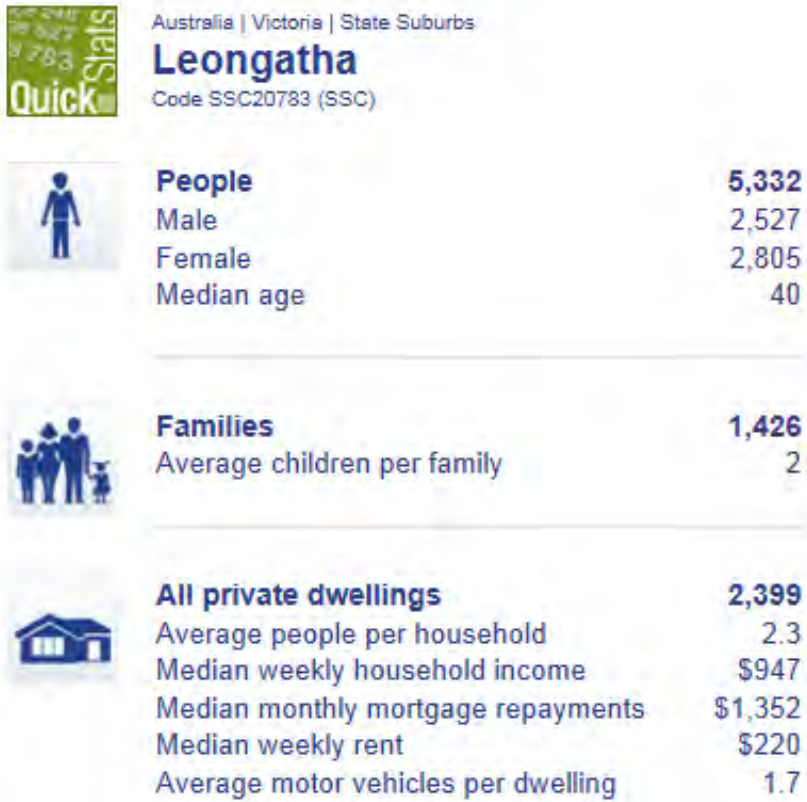 Quick Stats
Australia | Victoria | State Suburbs
Leongatha
Code SSC20783 (SSC)
People 5,332
Male 2,527
Female 2,805
Median age 40
Families 1,426
Average children per family 2
All private dwellings 2,399
Average people per household 2.3
Median weekly household income $947
Median monthly mortgage repayments $1,352
Median weekly rent $220
Average motor vehicles per dwelling 1.7